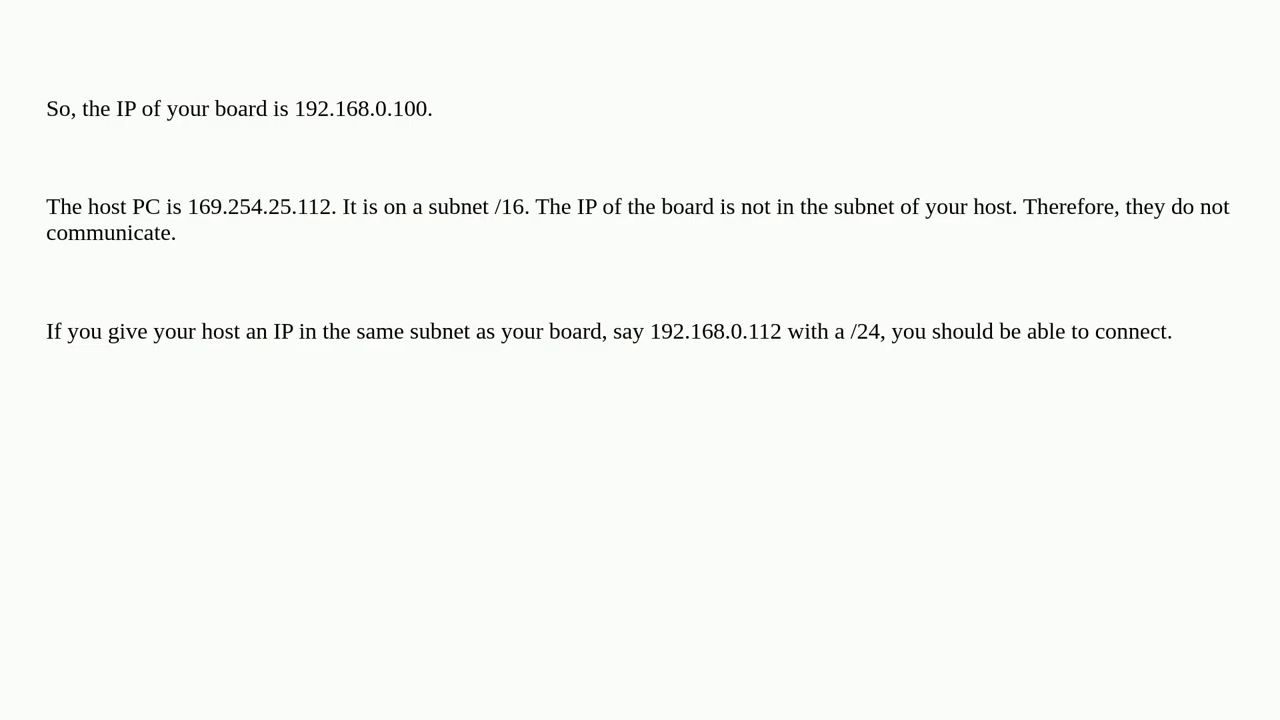 So, the IP of your board is 192.168.0.100.
The host PC is 169.254.25.112. It is on a subnet /16. The IP of the board is not in the subnet of your host. Therefore, they do not
communicate.
If you give your host an IP in the same subnet as your board, say 192.168.0.112 with a /24, you should be able to connect.